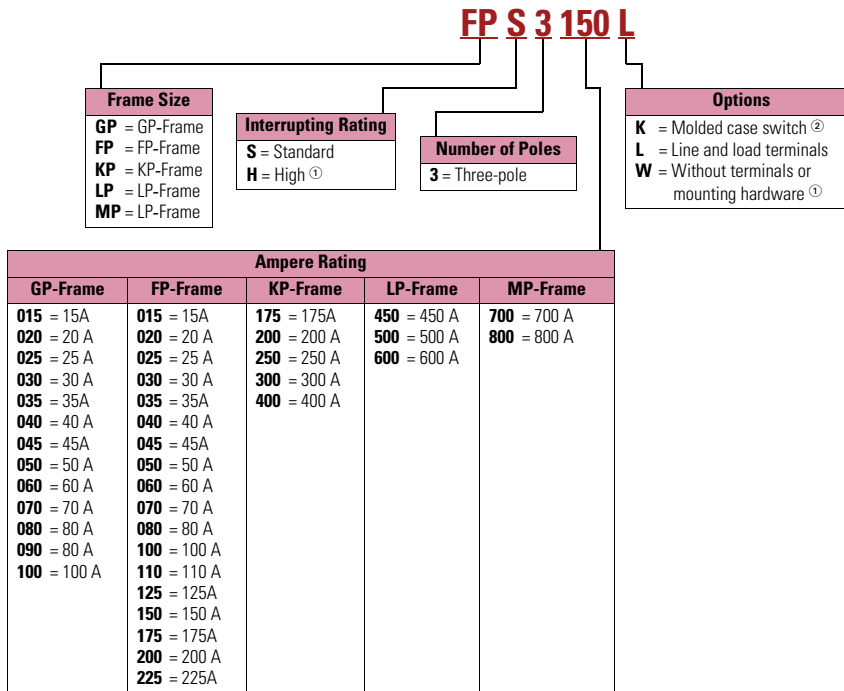 FP S 3 150 L
Frame Size
GP = GP-Frame
FP = FP-Frame
KP = KP-Frame
LP = LP-Frame
MP = LP-Frame
Interrupting Rating
S = Standard
H = High ①
Number of Poles
3 = Three-pole
Options
K = Molded case switch ②
L = Line and load terminals
W = Without terminals or
mounting hardware ①
Ampere Rating
GP-Frame FP-Frame KP-Frame LP-Frame MP-Frame
015 = 15A 015 = 15A 175 = 175A 450 = 450 A 700 = 700 A
020 = 20 A 020 = 20 A 200 = 200 A 500 = 500 A 800 = 800 A
025 = 25 A 025 = 25 A 250 = 250 A 600 = 600 A
030 = 30 A 030 = 30 A 300 = 300 A
035 = 35A 035 = 35A 400 = 400 A
040 = 40 A 040 = 40 A
045 = 45A 045 = 45A
050 = 50 A 050 = 50 A
060 = 60 A 060 = 60 A
070 = 70 A 070 = 70 A
080 = 80 A 080 = 80 A
090 = 80 A 100 = 100 A
100 = 100 A 110 = 110 A
125 = 125A
150 = 150 A
175 = 175A
200 = 200 A
225 = 225A